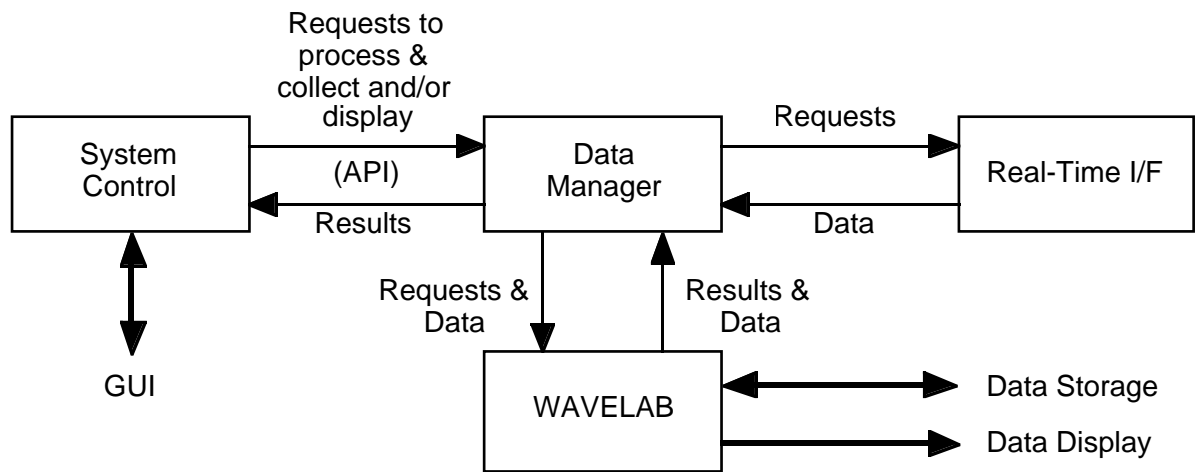 Requests to
process &
collect and/or
display
System
Control
(API)
Results
Data
Manager
Requests
Data
Real-Time I/F
Requests &
Data
Results &
Data
GUI
WAVELAB
Data Storage
Data Display